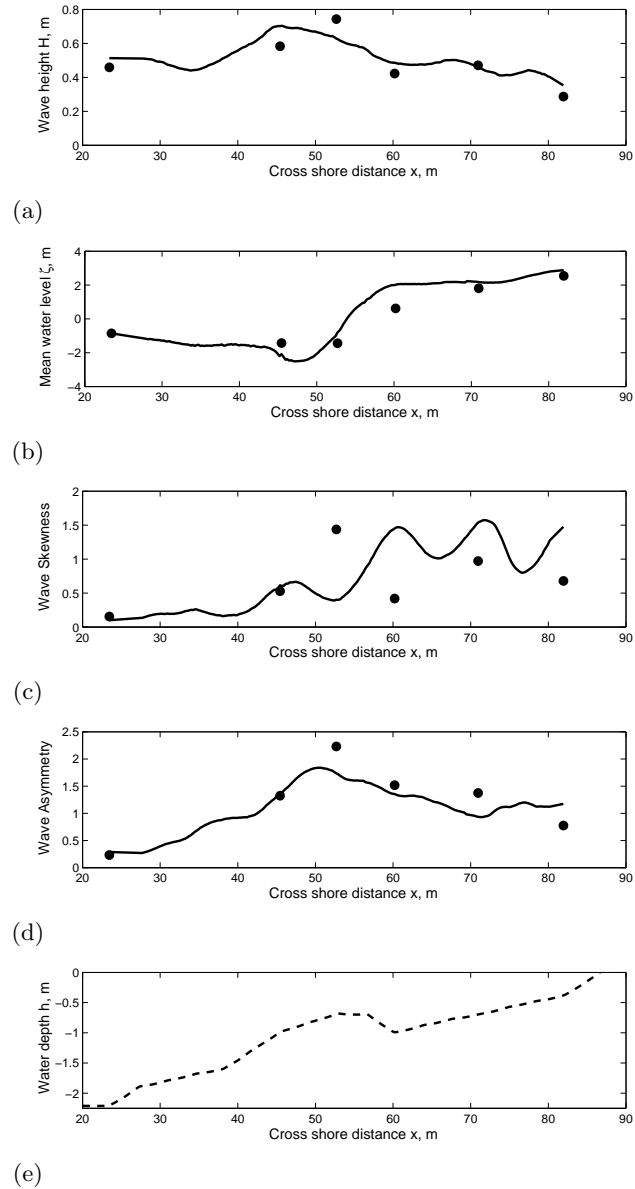 0.8
0.6
0.4
0.2
0
Wave height H, m
20 30 40 50 60 70 80 90
Cross shore distance x, m
(a)
4
2
0
−2
−4
Mean water level ζ, m
20 30 40 50 60 70 80 90
Cross shore distance x, m
(b)
2
1.5
1
0.5
0
Wave Skewness
20 30 40 50 60 70 80 90
Cross shore distance x, m
(c)
2.5
2
1.5
1
0.5
0
Wave Asymmetry
20 30 40 50 60 70 80 90
Cross shore distance x, m
(d)
0
−0.5
−1
−1.5
−2
Water depth h, m
20 30 40 50 60 70 80 90
Cross shore distance x, m
(e)